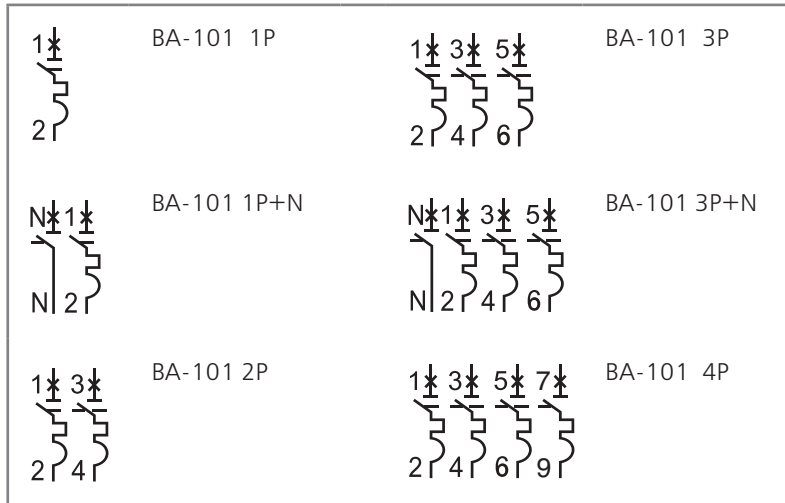 1 BA-101 1P
2
1 3 5 BA-101 3P
2 4 6
N 1 BA-101 1P+N
N 2
N 1 3 5 BA-101 3P+N
N 2 4 6
1 3 BA-101 2P
2 4
1 3 5 7 BA-101 4P
2 4 6 9